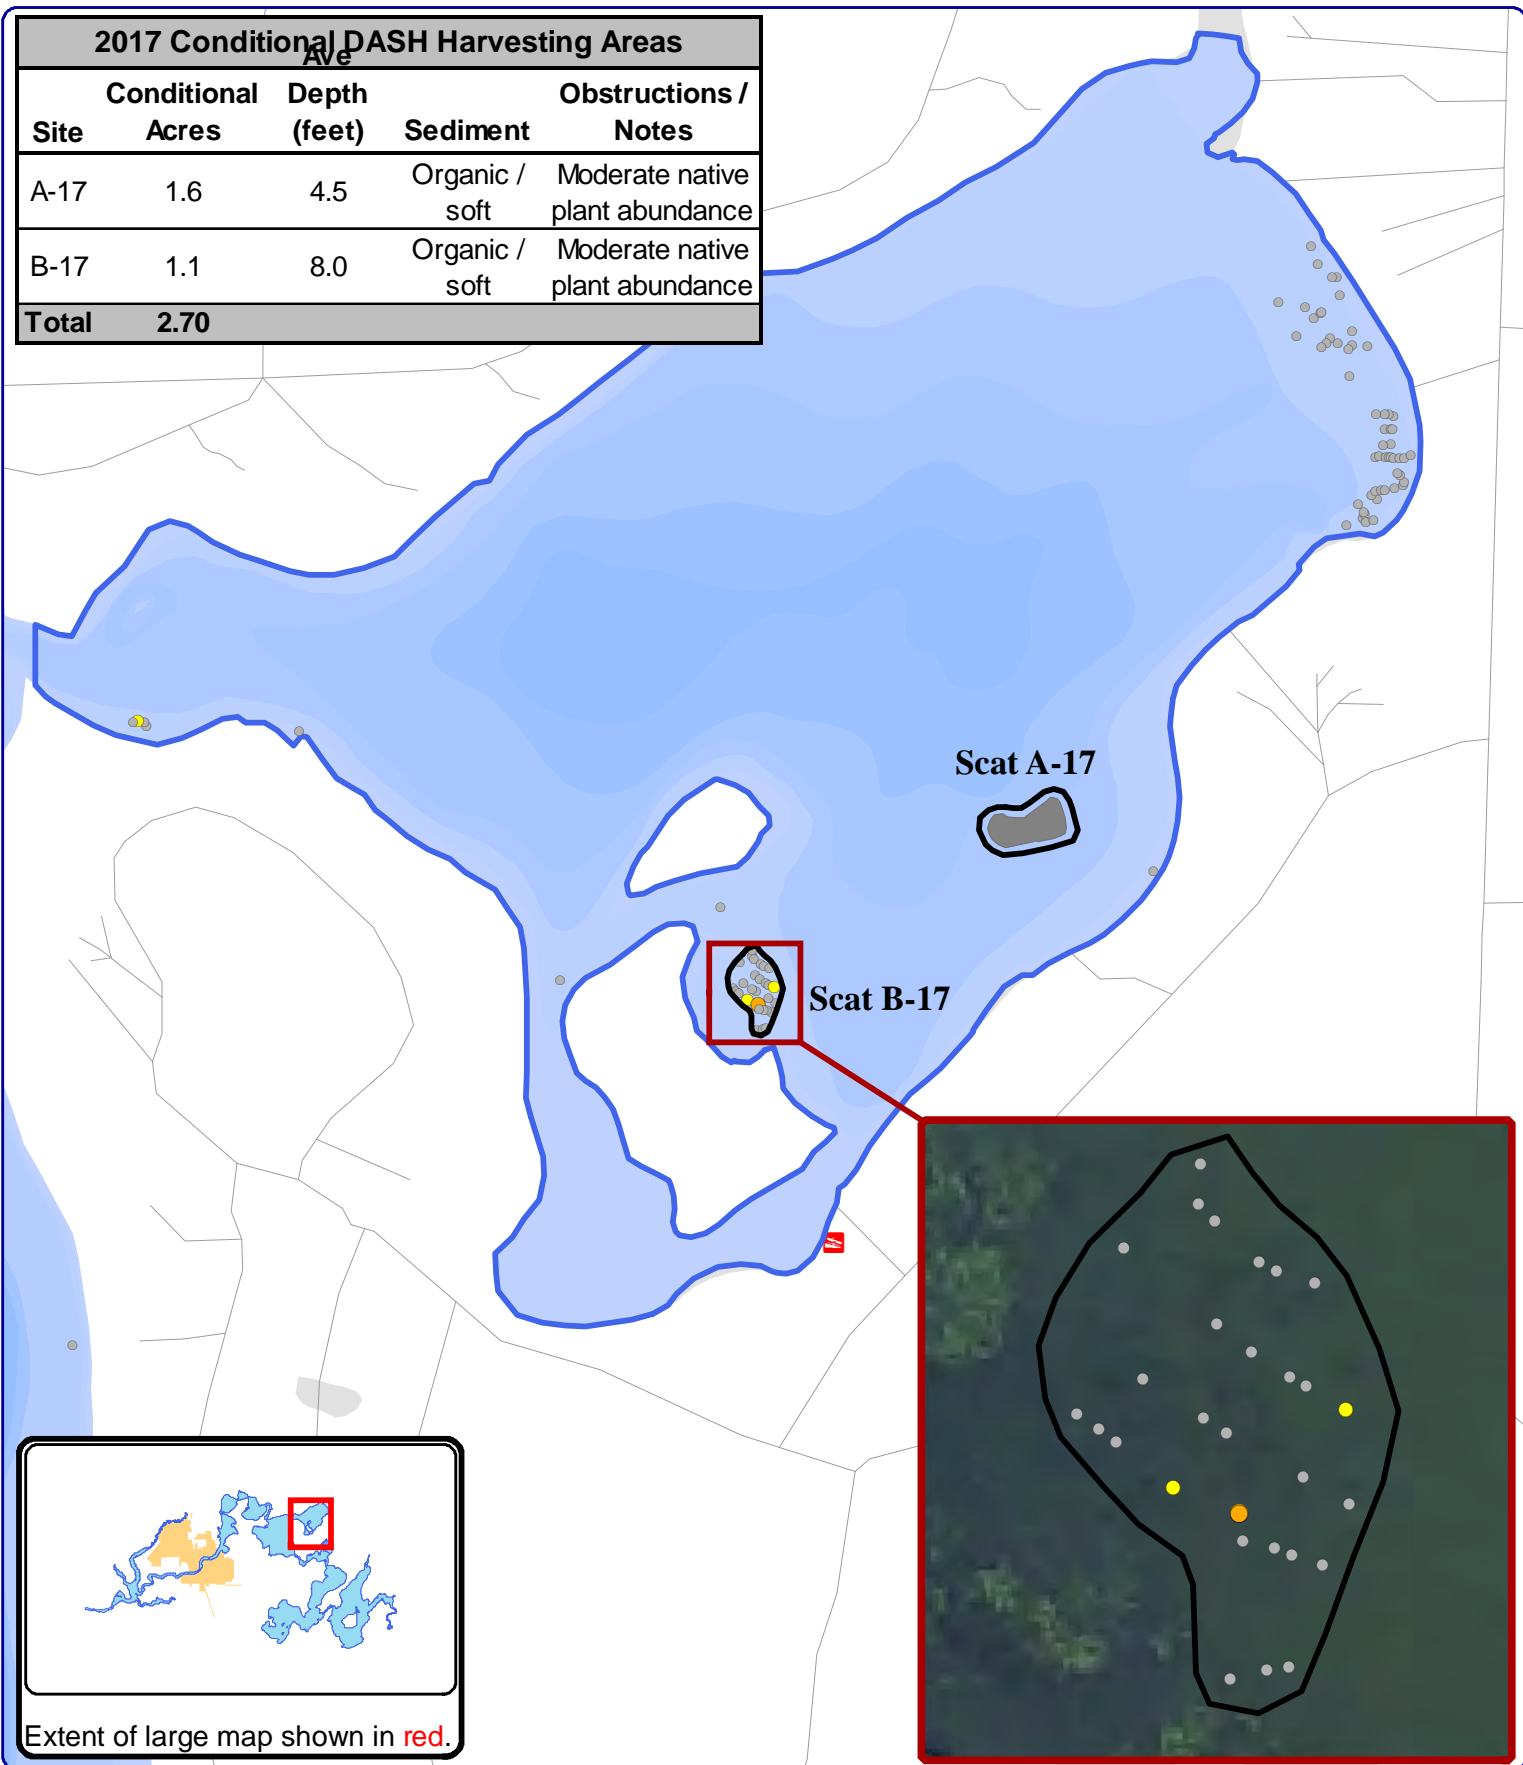 2017 Conditional DASH Harvesting Areas
Site Conditional Acres Ave Depth (feet) Sediment Obstructions / Notes
A-17 1.6 4.5 Organic / soft Moderate native plant abundance
B-17 1.1 8.0 Organic / soft Moderate native plant abundance
Total 2.70
Scat A-17
Scat B-17
Extent of large map shown in red.